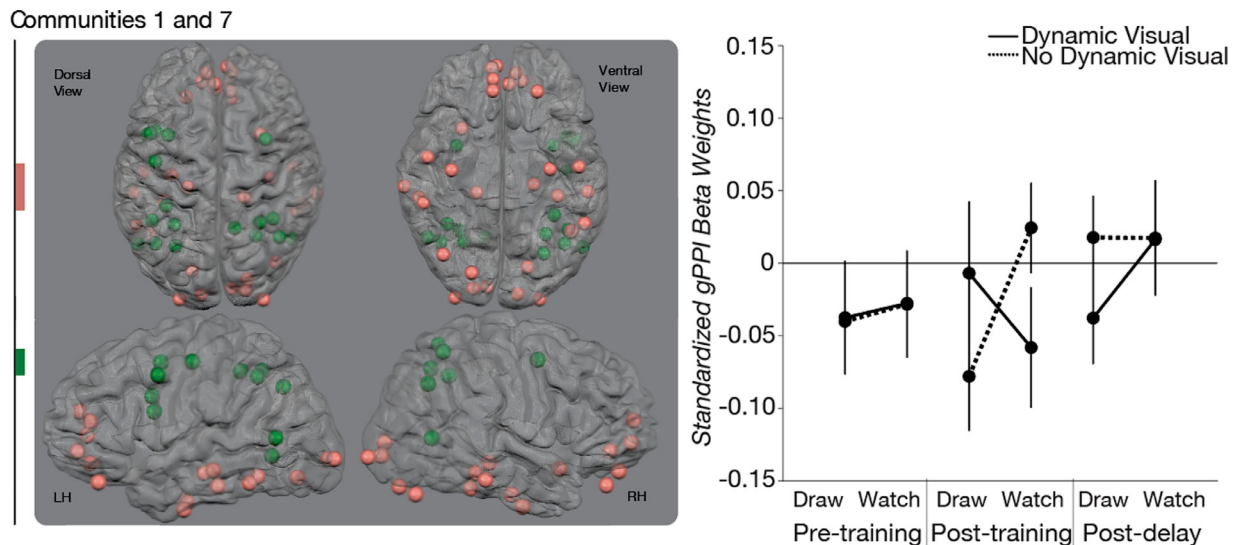 Communities 1 and 7
Dorsal
View
Ventral
View
LH
RH
Dynamic Visual
No Dynamic Visual
Standardized gPPI Beta Weights
0.15
0.10
0.05
0
-0.05
-0.10
-0.15
Draw Watch Draw Watch Draw Watch
Pre-training Post-training Post-delay